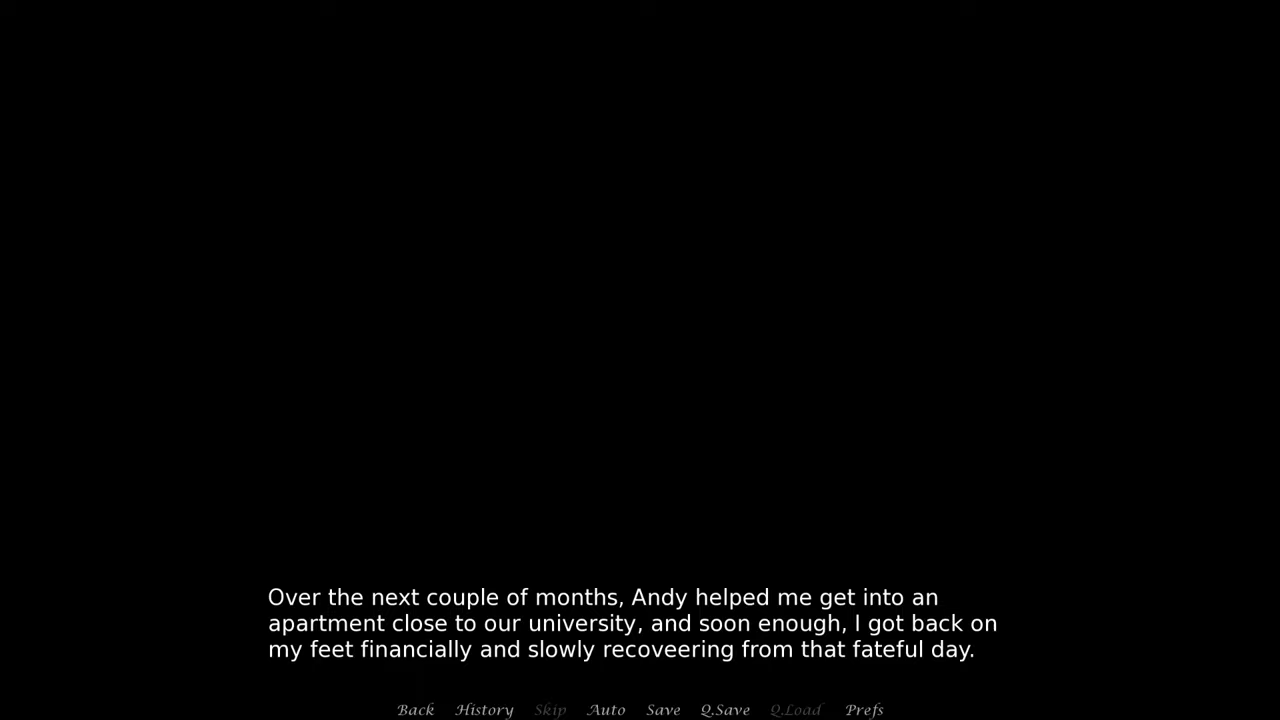 Over the next couple of months, Andy helped me get into an
apartment close to our university, and soon enough, I got back on
my feet financially and slowly recoveering from that fateful day.
Back History Skip Auto Save Q.Save Q.Load Prefs